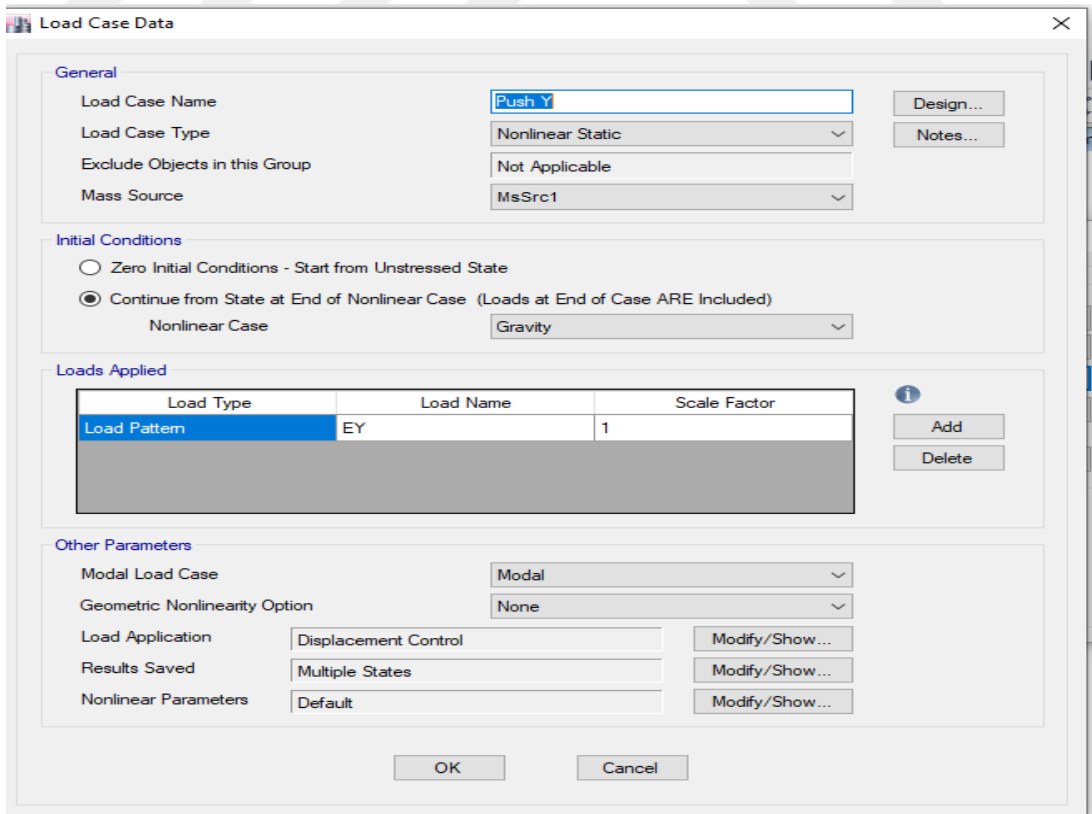 Load Case Data
General
Load Case Name Push Y Design...
Load Case Type Nonlinear Static Notes...
Exclude Objects in this Group Not Applicable
Mass Source MsSrc1
Initial Conditions
Zero Initial Conditions - Start from Unstressed State
Continue from State at End of Nonlinear Case (Loads at End of Case ARE Included)
Nonlinear Case Gravity
Loads Applied
Load Type Load Name Scale Factor
Load Pattern EY 1 Add
Delete
Other Parameters
Modal Load Case Modal
Geometric Nonlinearity Option None
Load Application Displacement Control Modify/Show...
Results Saved Multiple States Modify/Show...
Nonlinear Parameters Default Modify/Show...
OK Cancel